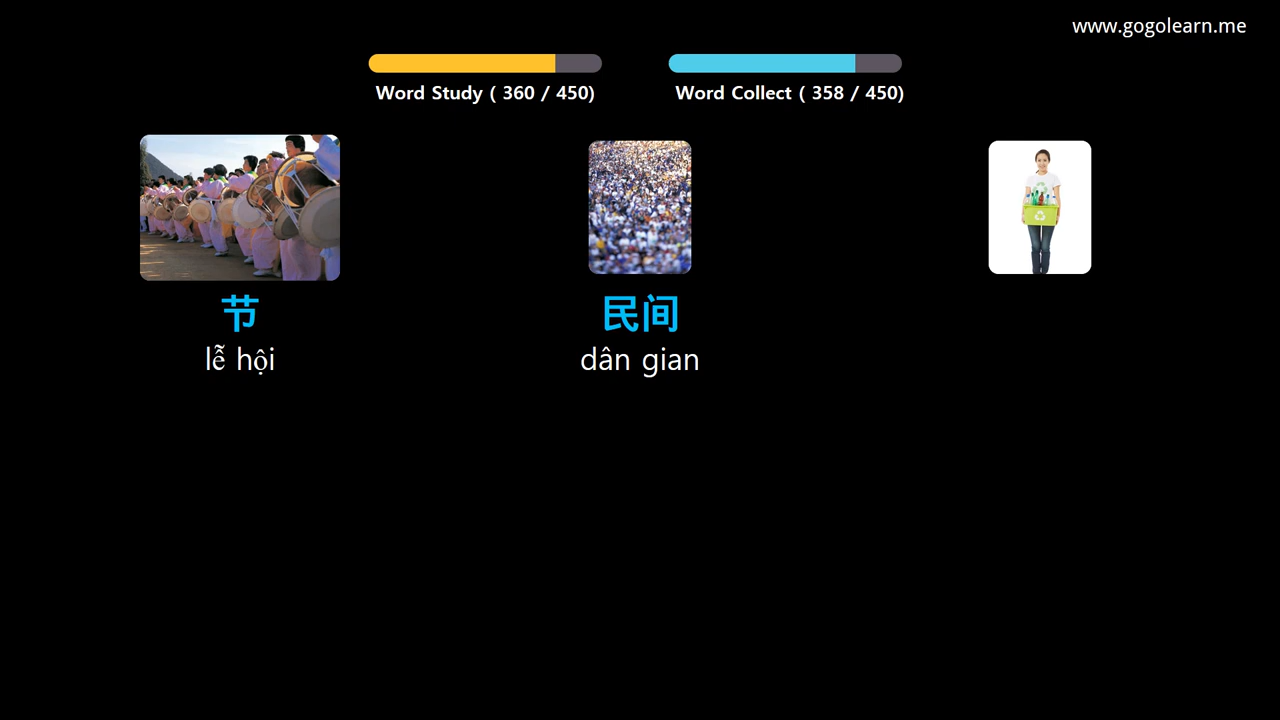 www.gogolearn.me
Word Study ( 360 / 450)
Word Collect ( 358 / 450)
节
lễ hội
民间
dân gian